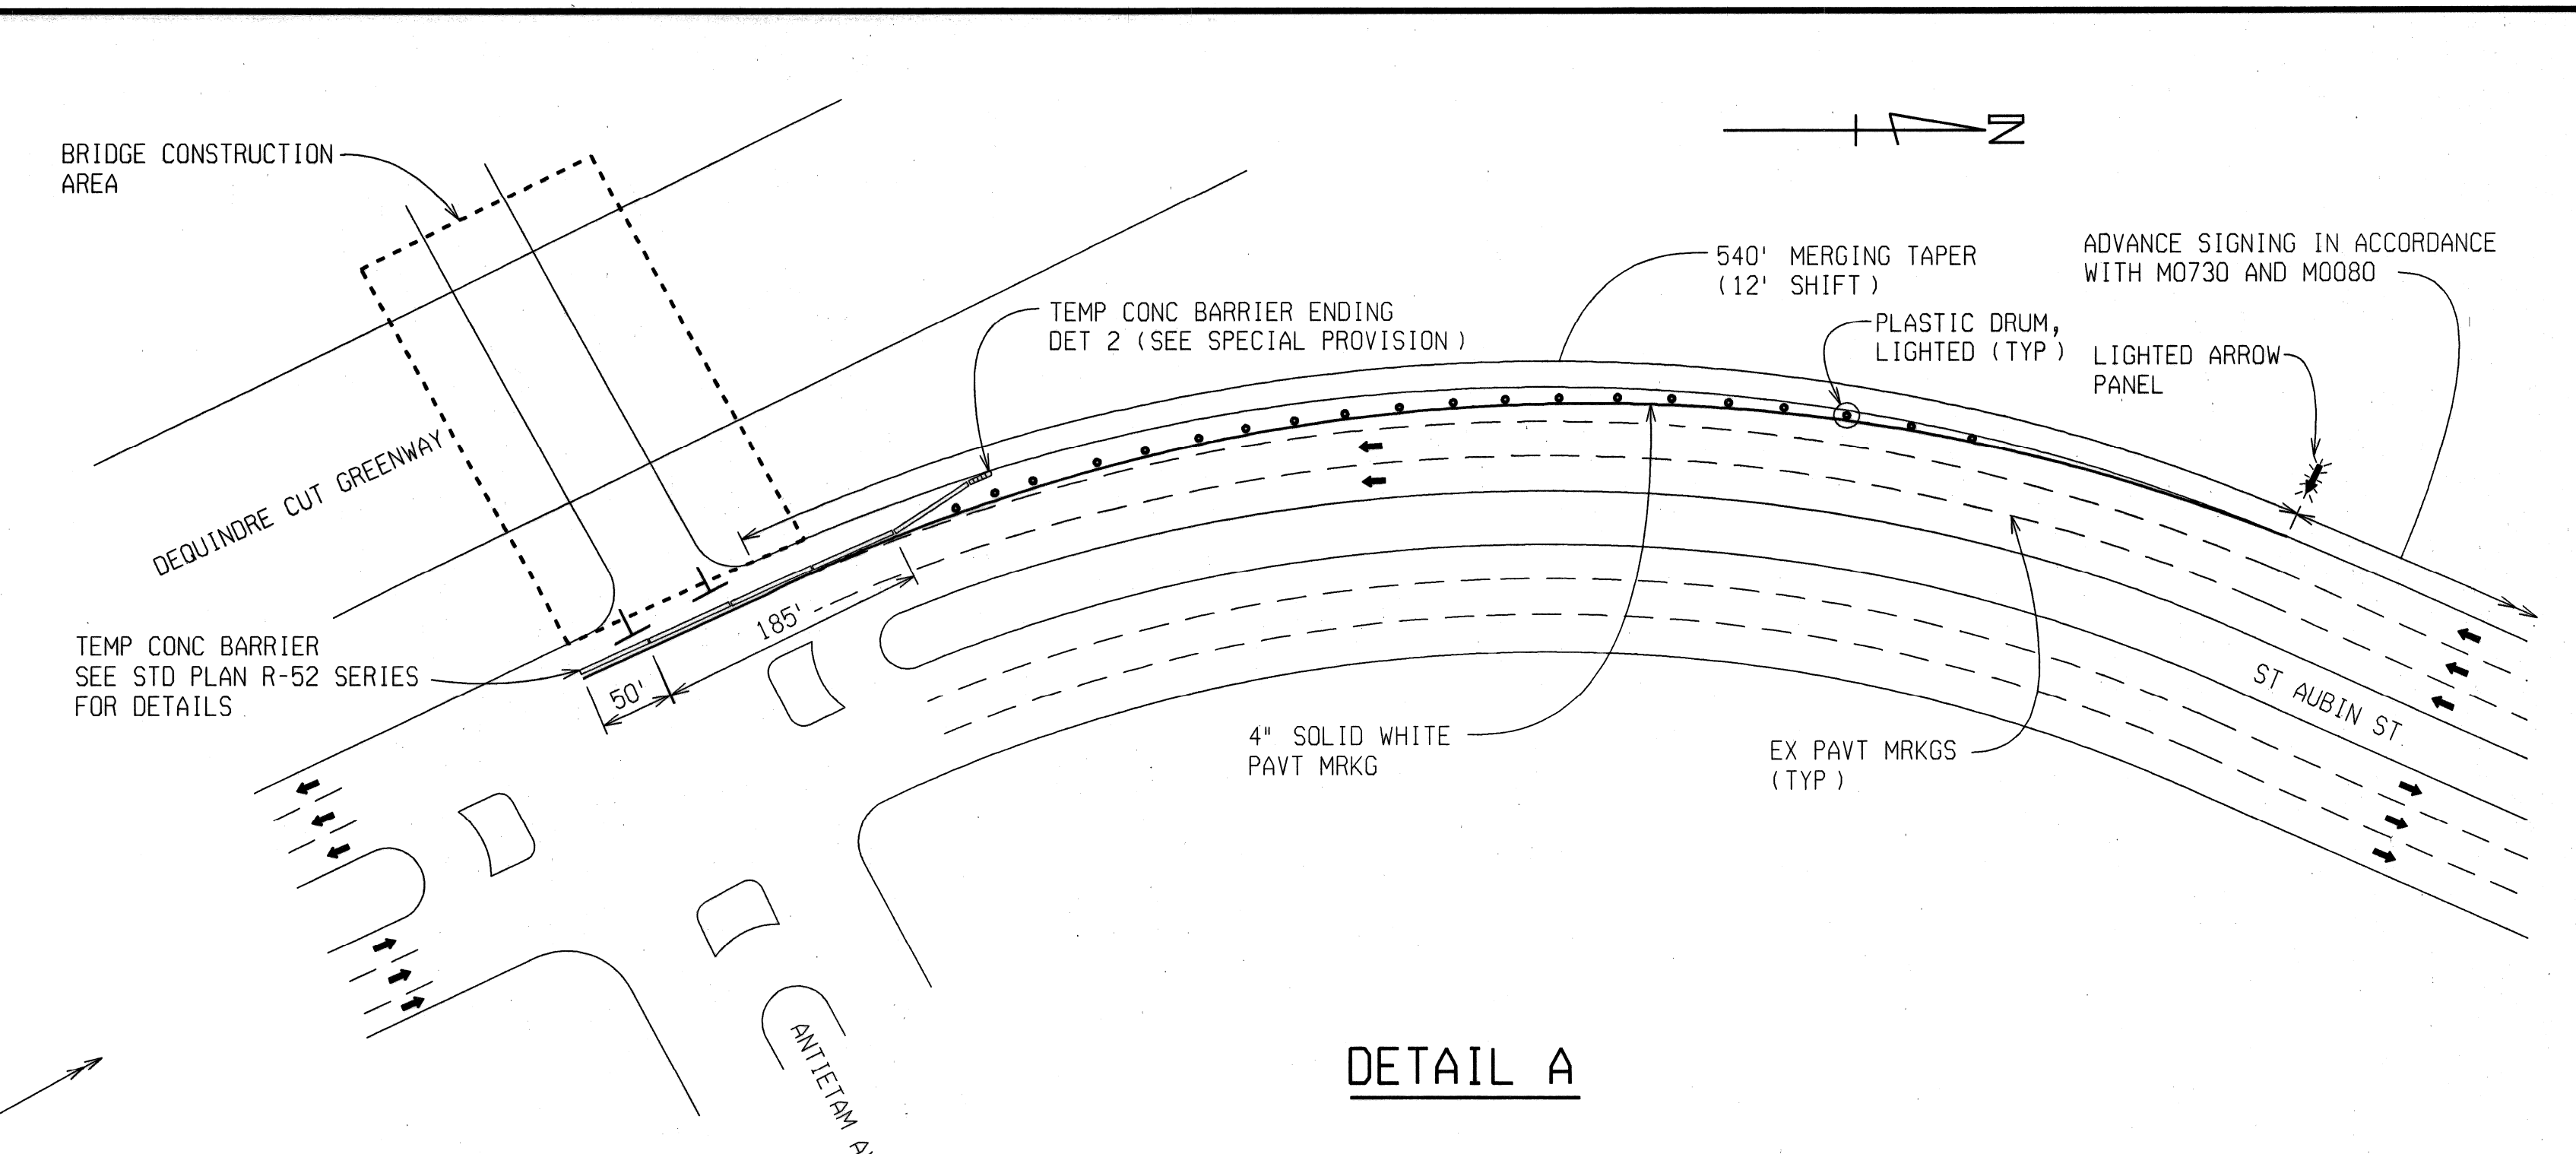 BRIDGE CONSTRUCTION
AREA
N
540' MERGING TAPER
(12' SHIFT)
ADVANCE SIGNING IN ACCORDANCE
WITH M0730 AND M0080
TEMP CONC BARRIER ENDING
DET 2 (SEE SPECIAL PROVISION)
PLASTIC DRUM,
LIGHTED (TYP)
LIGHTED ARROW
PANEL
DEQUINDRE CUT GREENWAY
TEMP CONC BARRIER
SEE STD PLAN R-52 SERIES
FOR DETAILS
185'
50'
4" SOLID WHITE
PAVT MRKG
EX PAVT MRKGS
(TYP)
ST AUBIN ST
ANTIETAM
DETAIL A